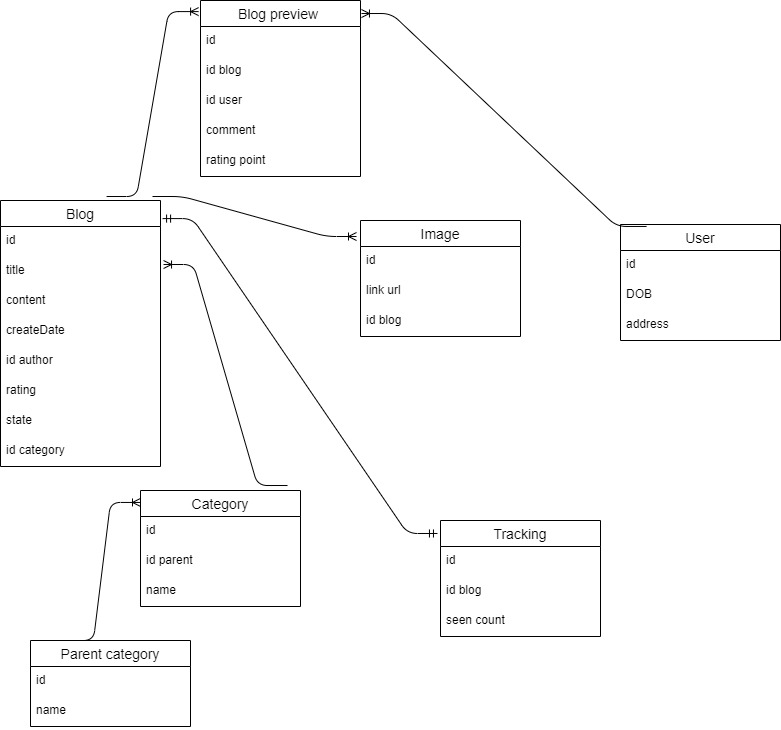 Blog preview
id
id blog
id user
comment
rating point
Blog
id
title
content
createDate
id author
rating
state
id category
Image
id
link url
id blog
User
id
DOB
address
Category
id
id parent
name
Tracking
id
id blog
seen count
Parent category
id
name